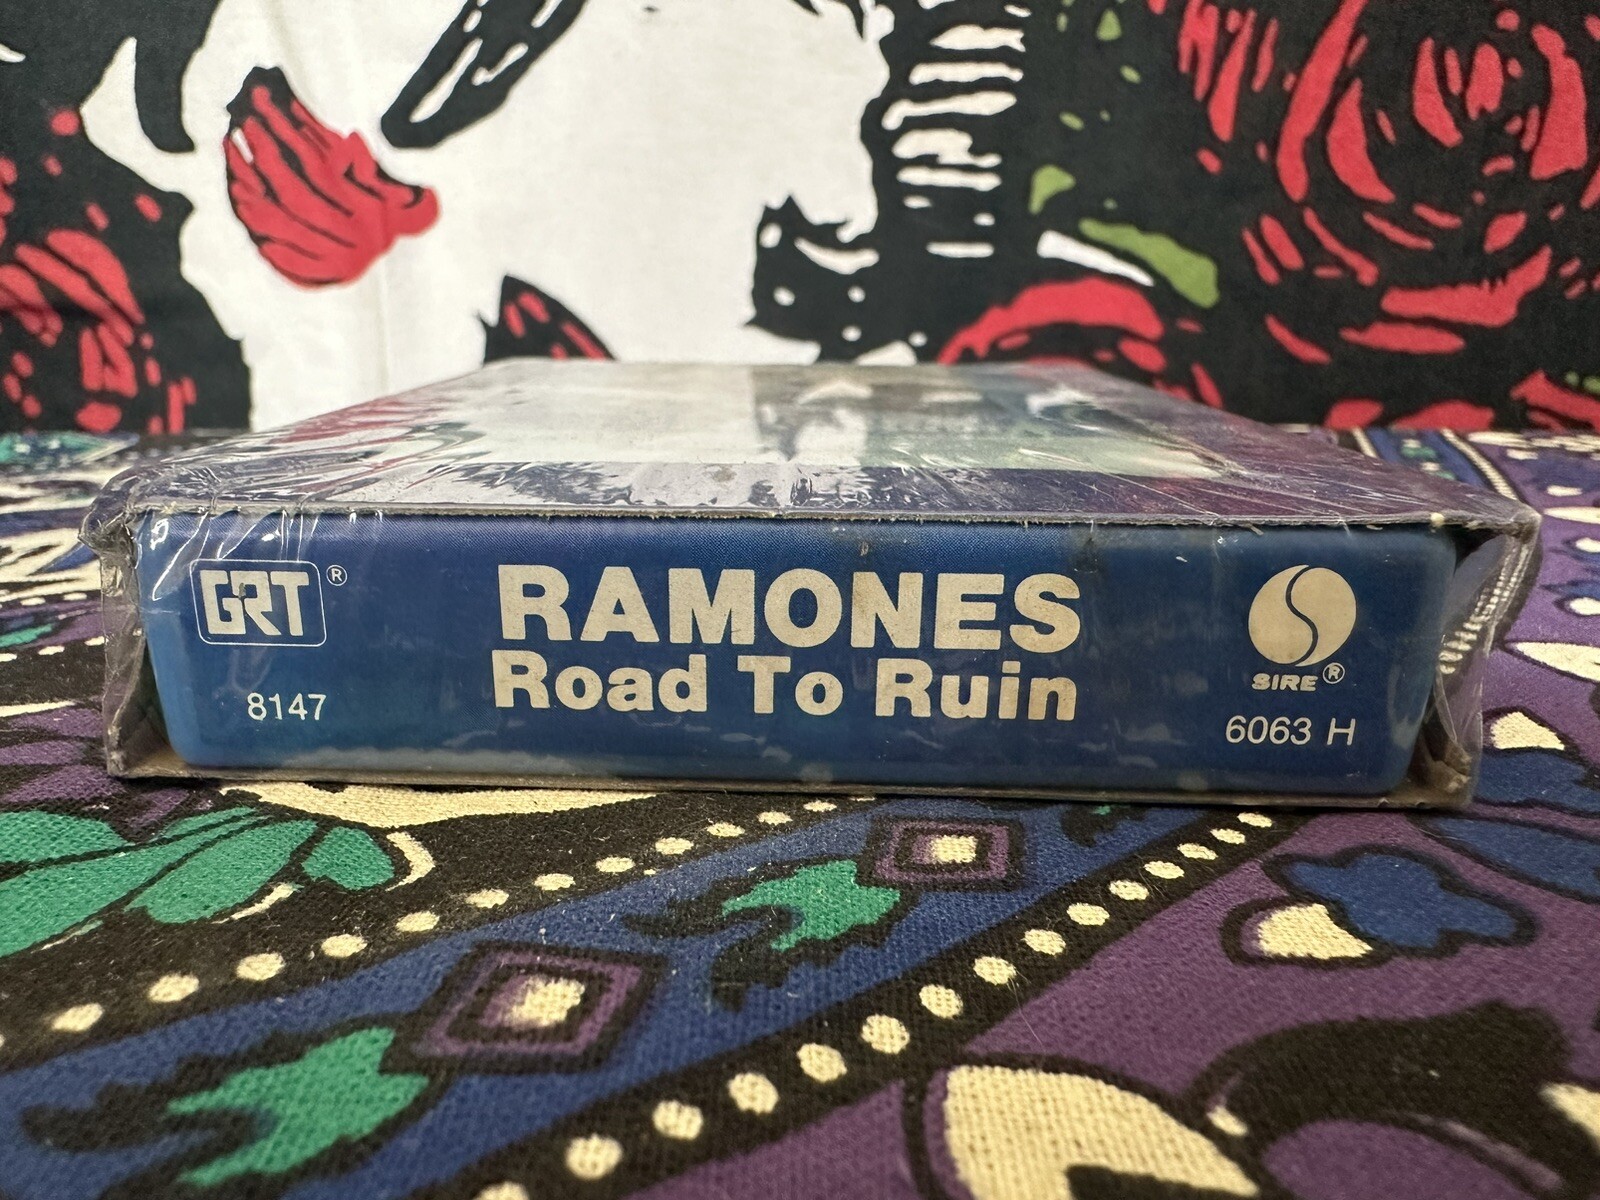 GRT®
8147
RAMONES
Road To Ruin
SIRE®
6063 H